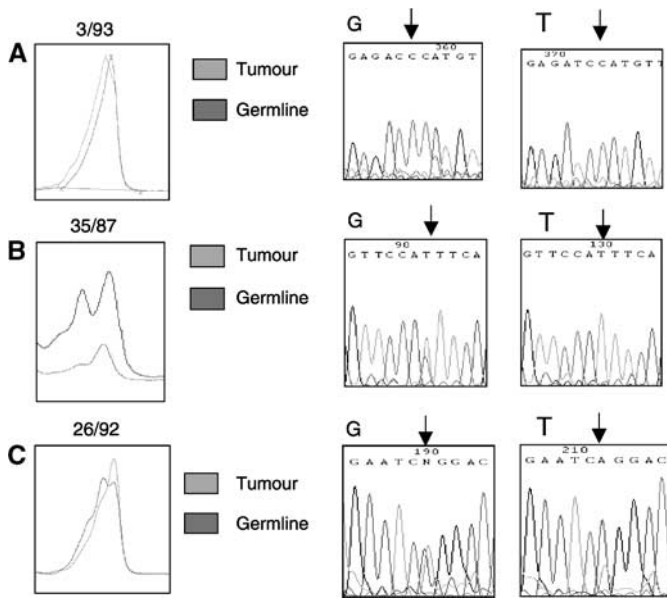 3/93
A
Tumour
Germline
G
360
GAGACCCATGT
T
370
GAGATCCATGTT
35/87
B
Tumour
Germline
G
90
GTTCCATTTCA
T
130
GTTCCATTTCA
26/92
C
Tumour
Germline
G
190
GAATCNGGAC
T
210
GAATCAGGAC